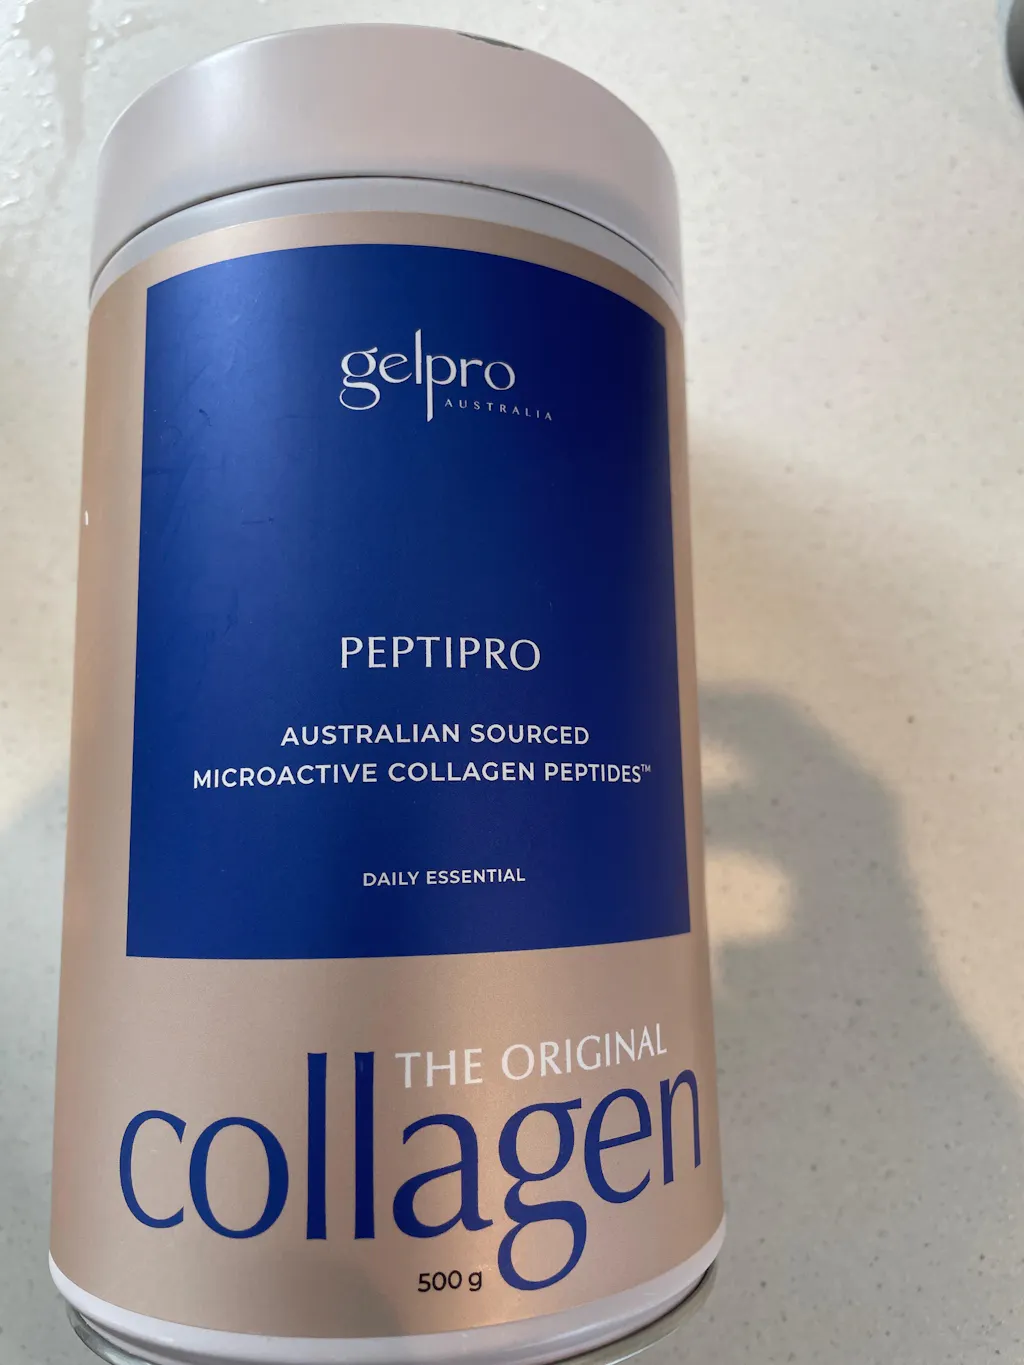 gelpro
AUSTRALIA
PEPTIPRO
AUSTRALIAN SOURCED
MICROACTIVE COLLAGEN PEPTIDES™
DAILY ESSENTIAL
THE ORIGINAL
collagen
500 g